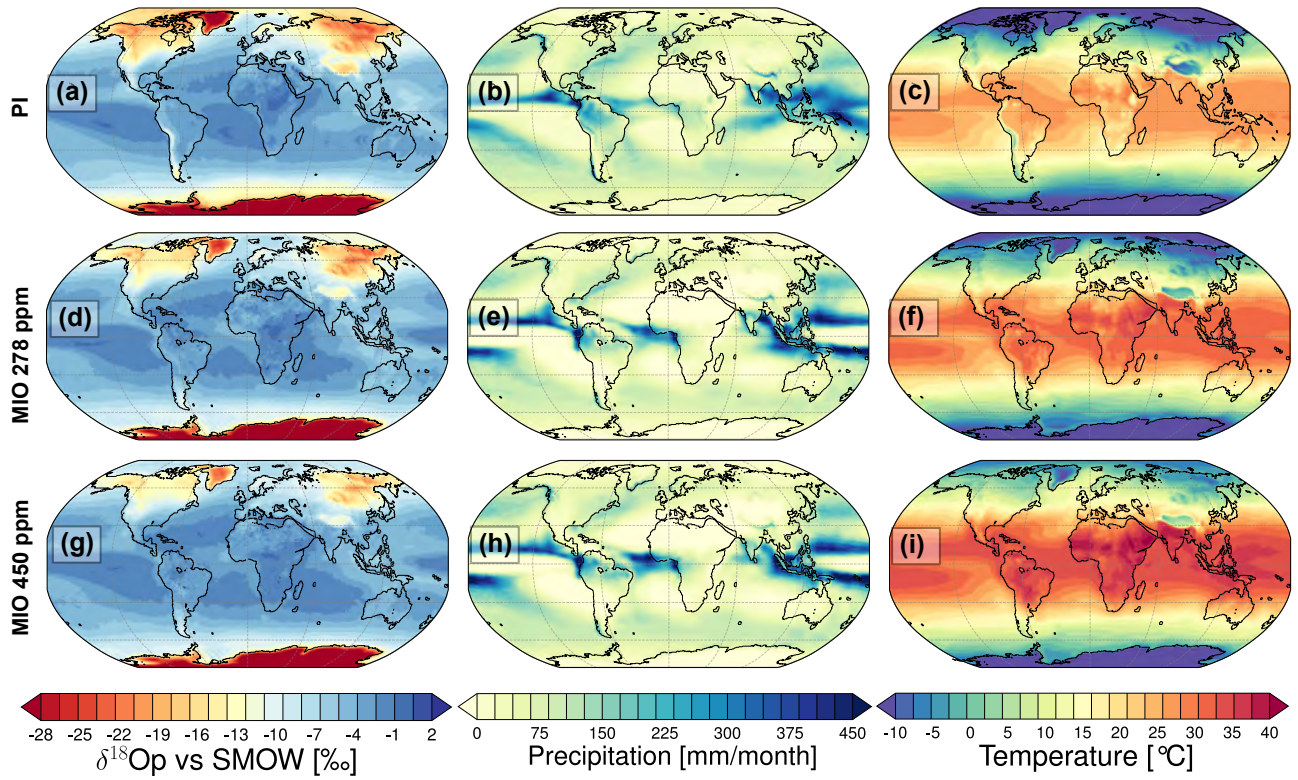 PI
(a)
(b)
(c)
MIO 278 ppm
(d)
(e)
(f)
MIO 450 ppm
(g)
(h)
(i)
-28 -25 -22 -19 -16 -13 -10 -7 -4 -1 2
δ¹⁸Op vs SMOW [‰]
0 75 150 225 300 375 450
Precipitation [mm/month]
-10 -5 0 5 10 15 20 25 30 35 40
Temperature [°C]